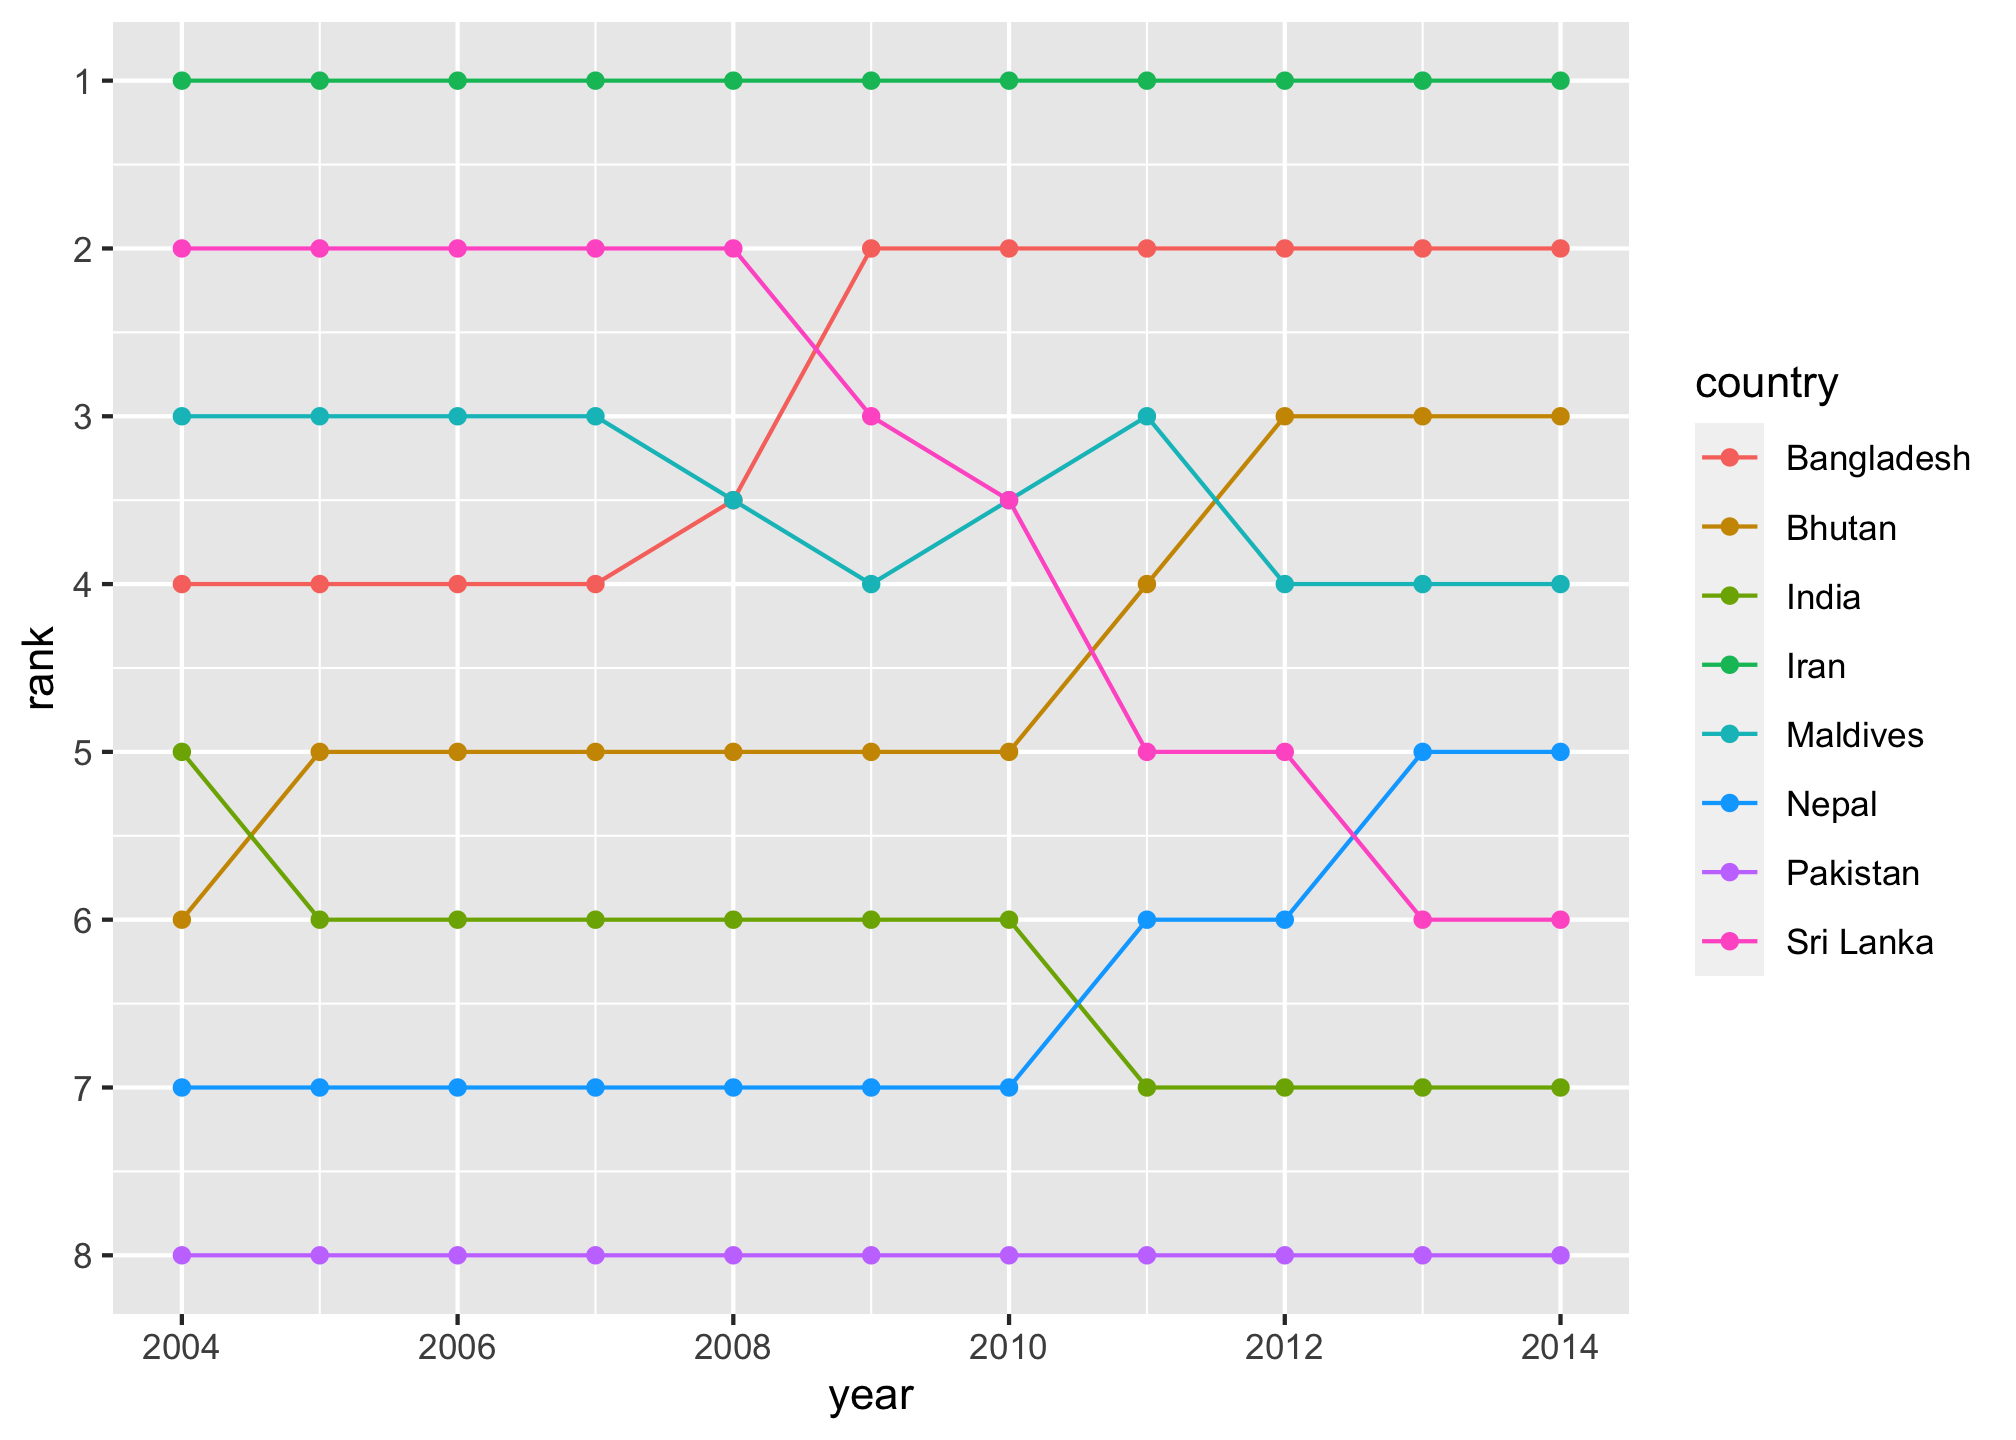 1
2
3
4
5
6
7
8
rank
2004 2006 2008 2010 2012 2014
year
country
Bangladesh
Bhutan
India
Iran
Maldives
Nepal
Pakistan
Sri Lanka